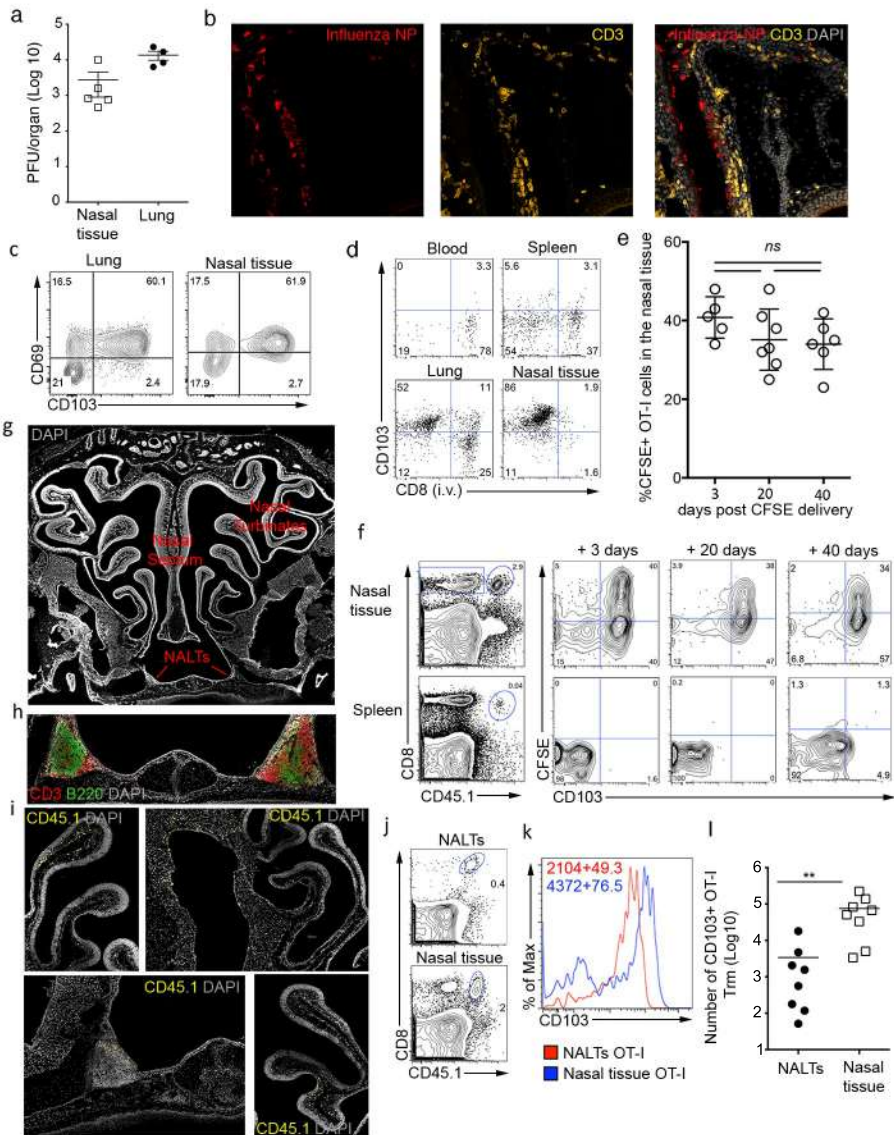 a
PFU/organ (Log 10)
5
4
3
2
1
0
Nasal tissue
Lung
b
Influenza NP
CD3
Influenza NP CD3 DAPI
c
Lung
16.5
60.1
21
2.4
Nasal tissue
17.5
61.9
17.9
2.7
CD69
CD103
d
Blood
0
3.3
19
78
Spleen
5.6
3.1
54
37
Lung
52
11
12
25
Nasal tissue
86
1.9
11
1.6
CD103
CD8 (i.v.)
e
%CFSE+ OT-I cells in the nasal tissue
60
40
20
0
ns
3
20
40
days post CFSE delivery
g
DAPI
Nasal Septum
Nasal Turbinates
NALTs
f
Nasal tissue
2.9
Spleen
0.04
CD8
CD45.1
+ 3 days
5
40
15
40
+ 20 days
3.9
38
12
47
+ 40 days
2
34
6.8
57
0
0
98
1.6
0.2
0
100
1.3
1.3
92
4.9
CFSE
CD103
h
CD3 B220 DAPI
i
CD45.1 DAPI
CD45.1 DAPI
CD45.1 DAPI
CD45.1 DAPI
j
NALTs
0.4
Nasal tissue
2
CD8
CD45.1
k
2104+49.3
4372+76.5
% of Max
CD103
NALTs OT-I
Nasal tissue OT-I
l
Number of CD103+ OT-I Trm (Log10)
6
5
4
3
2
1
**
NALTs
Nasal tissue